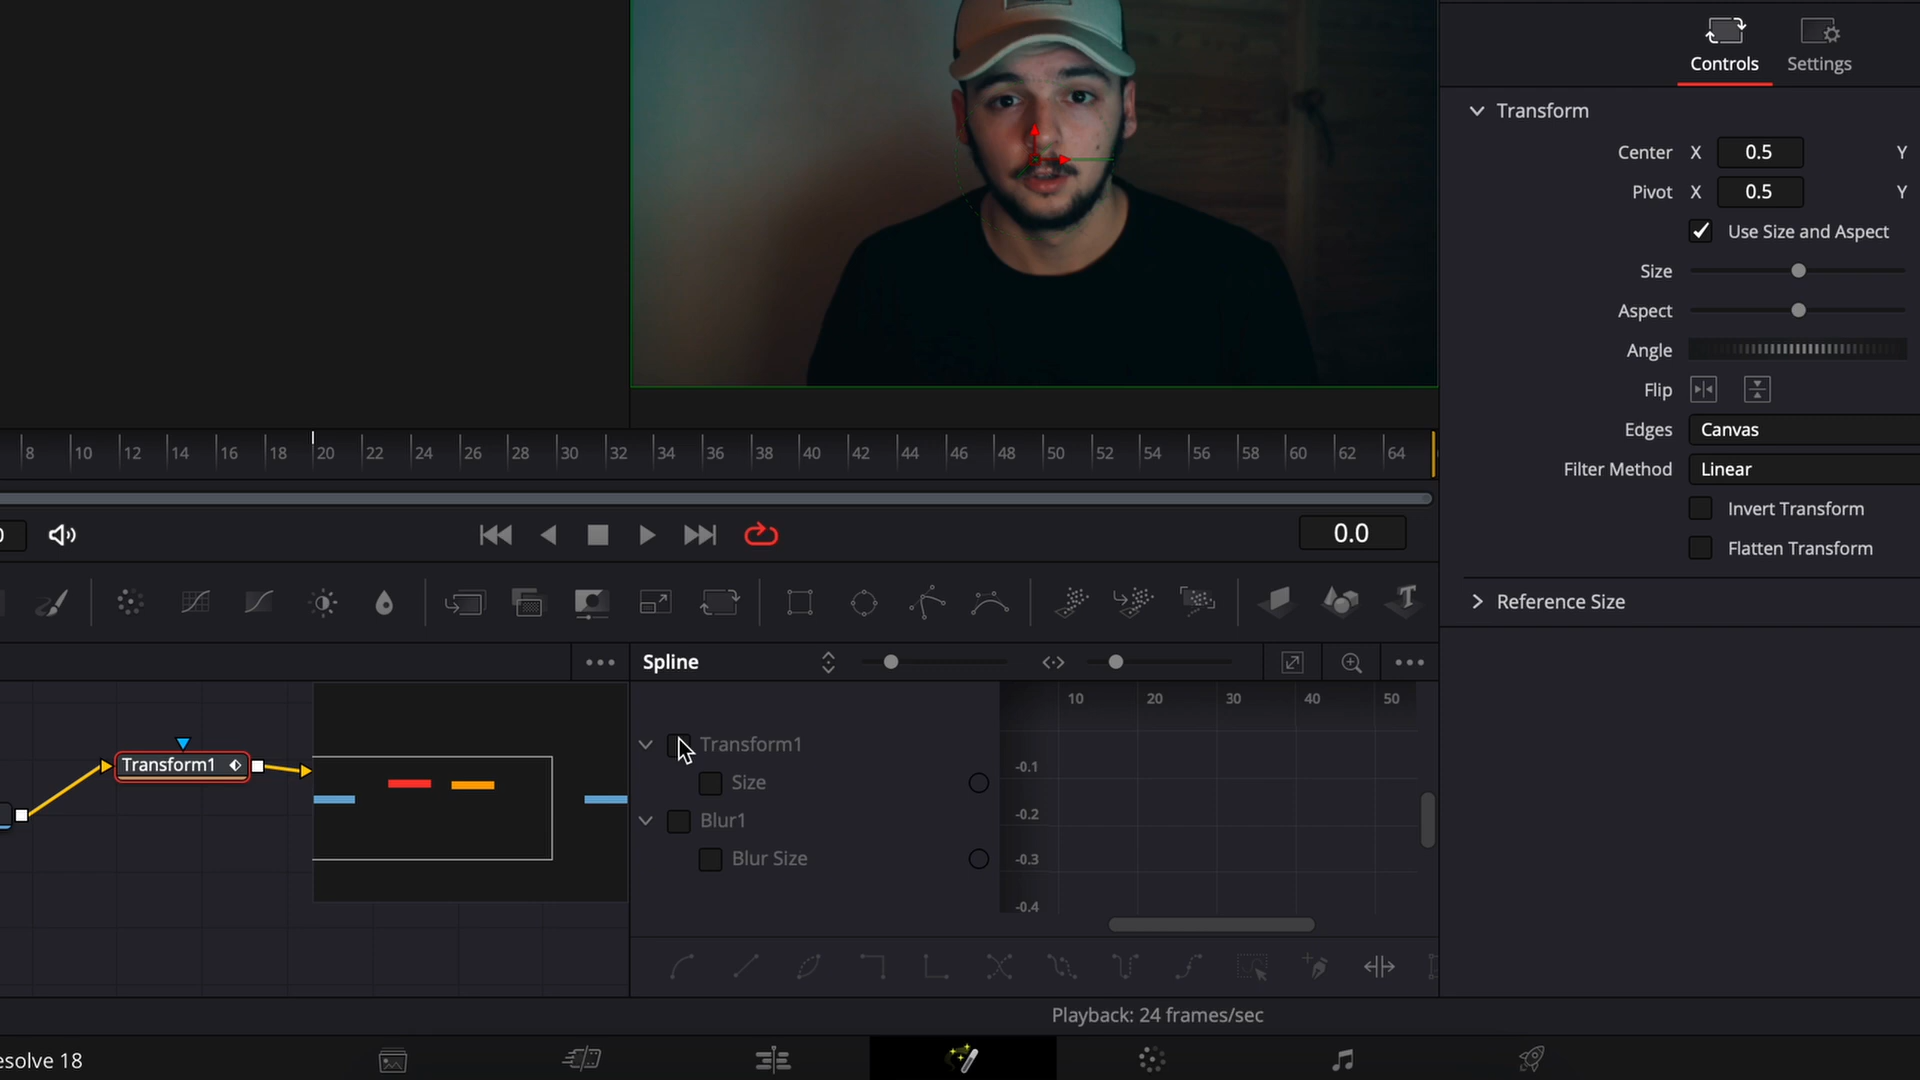 Controls
Settings
Transform
Center X 0.5 Y
Pivot X 0.5 Y
Use Size and Aspect
Size
Aspect
Angle
Flip
Edges Canvas
Filter Method Linear
Invert Transform
Flatten Transform
Reference Size
8 10 12 14 16 18 20 22 24 26 28 30 32 34 36 38 40 42 44 46 48 50 52 54 56 58 60 62 64
0.0
T
Spline
10 20 30 40 50
Transform1
Size
Blur1
Blur Size
-0.1
-0.2
-0.3
-0.4
Transform1
Playback: 24 frames/sec
esolve 18